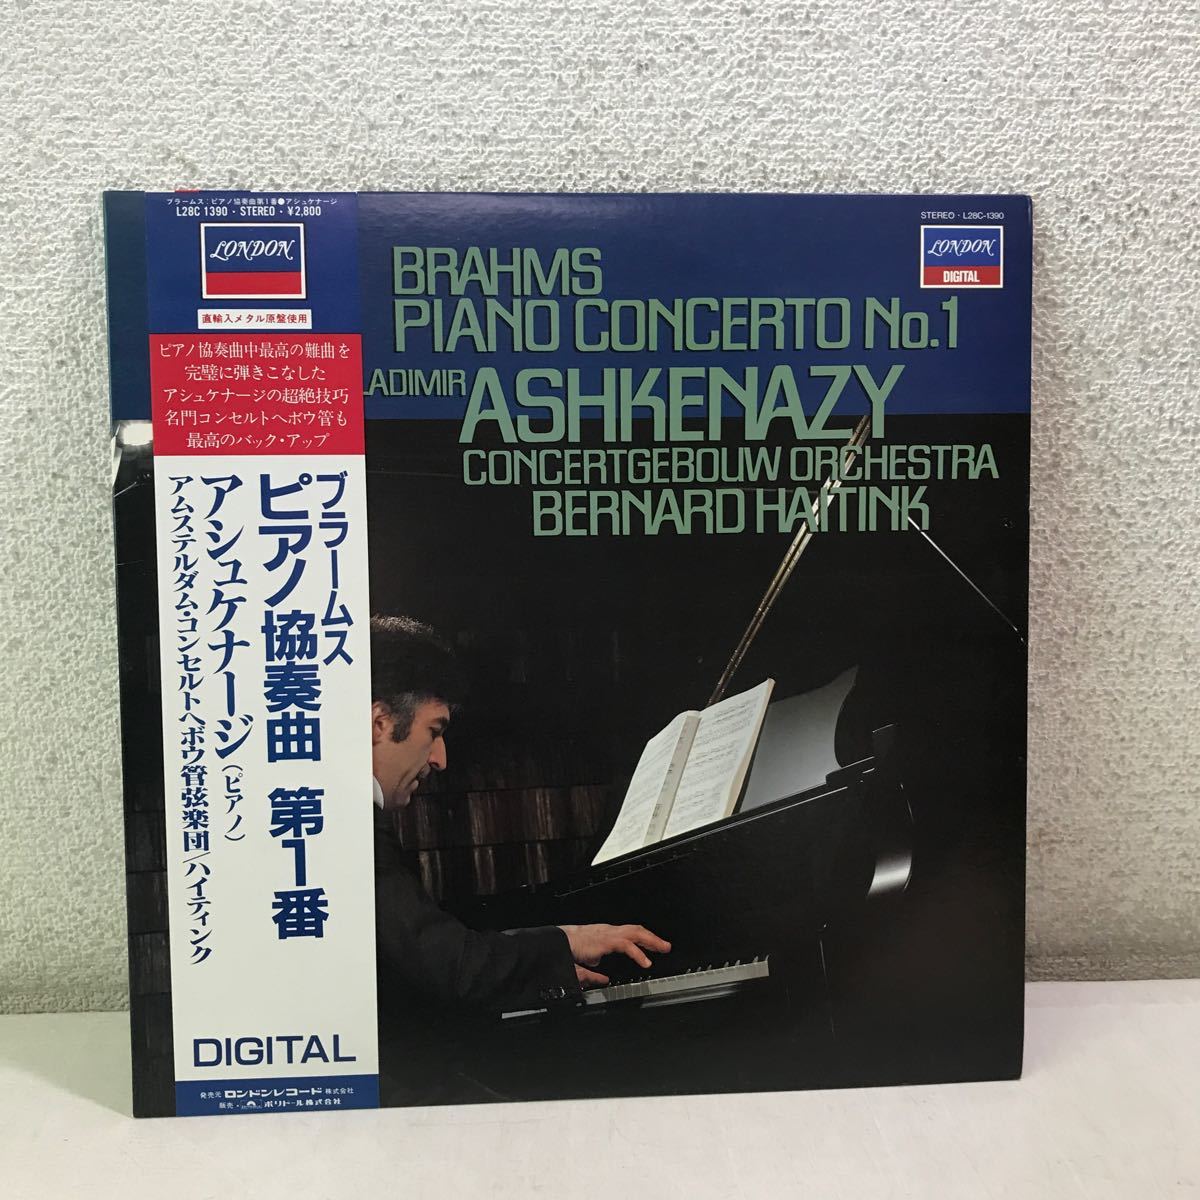 ブラームス:ピアノ協奏曲第1番●アシュケナージ
L28C 1390・STEREO・¥2,800
LONDON
直輸入メタル原盤使用
ピアノ協奏曲中最高の難曲を
完璧に弾きこなした
アシュケナージの超絶技巧
名門コンセルトヘボウ管も
最高のバック・アップ
ブラームス
ピアノ協奏曲 第1番
アシュケナージ(ピアノ)
アムステルダム・コンセルトヘボウ管弦楽団/ハイティンク
DIGITAL
発売元 ロンドンレコード 株式会社
販売・ ポリドール株式会社
STEREO・L28C-1390
LONDON
DIGITAL
BRAHMS
PIANO CONCERTO No.1
LADIMIR ASHKENAZY
CONCERTGEBOUW ORCHESTRA
BERNARD HAITINK